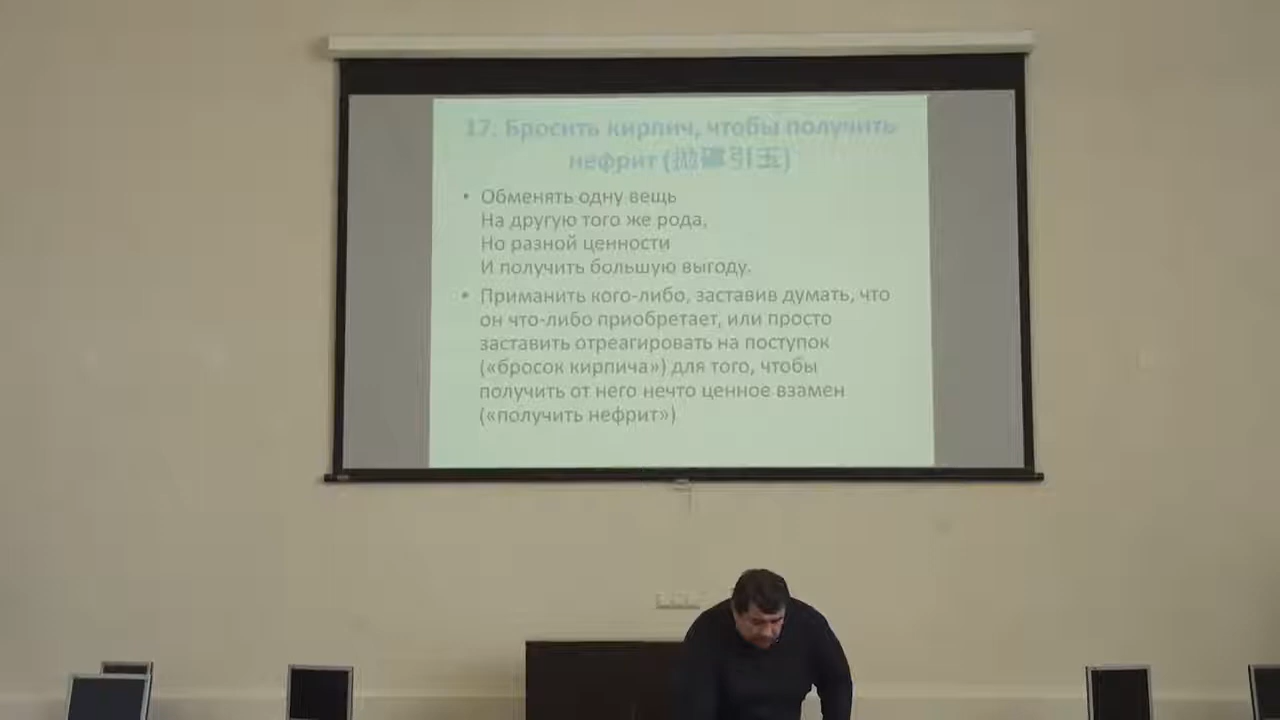 17. Бросить кирпич, чтобы получить
нефрит (抛磚引玉)
• Обменять одну вещь
На другую того же рода,
Но разной ценности
И получить большую выгоду.
• Приманить кого-либо, заставив думать, что
он что-либо приобретает, или просто
заставить отреагировать на поступок
(«бросок кирпича») для того, чтобы
получить от него нечто ценное взамен
(«получить нефрит»)